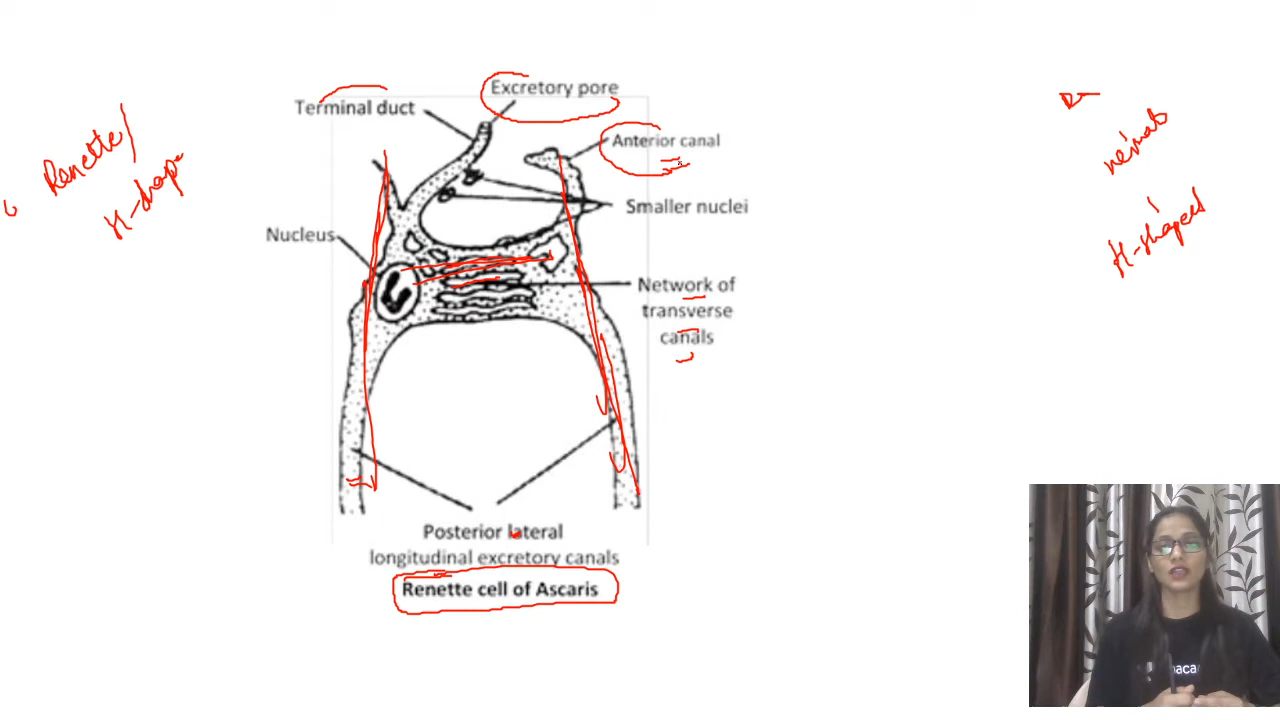 Excretory pore
Terminal duct
Anterior canal
Renette/
H-shape
Smaller nuclei
H-shaped
Nucleus
Network of
transverse
canals
Posterior lateral
longitudinal excretory canals
Renette cell of Ascaris